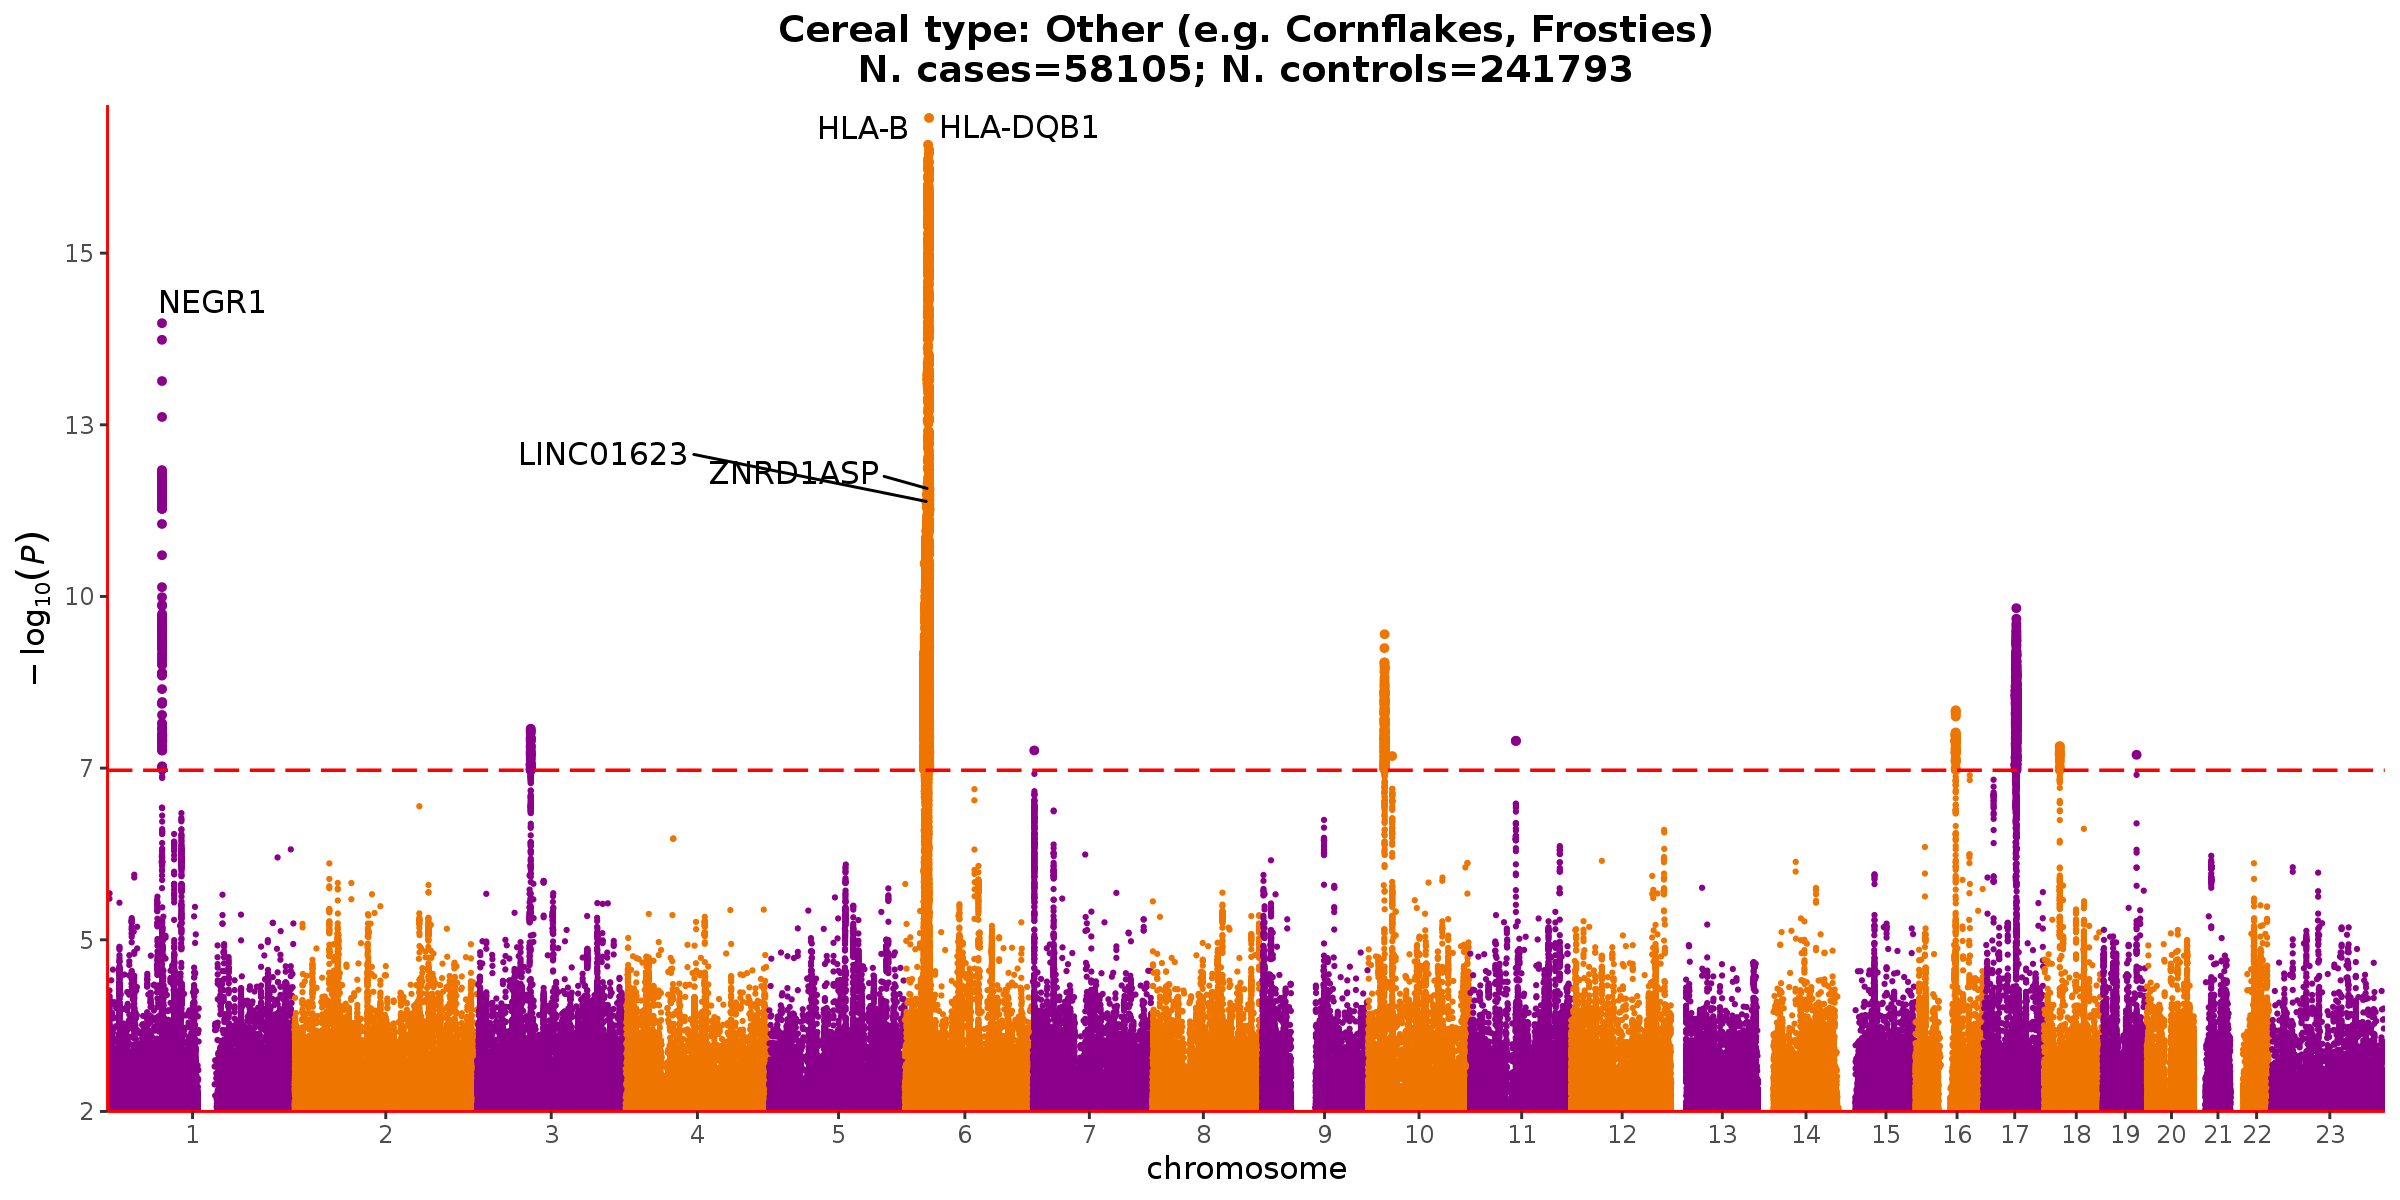 Cereal type: Other (e.g. Cornflakes, Frosties)
N. cases=58105; N. controls=241793
HLA-B
HLA-DQB1
15
NEGR1
13
LINC01623
ZNRD1ASP
10
−log10(P)
7
5
2
1 2 3 4 5 6 7 8 9 10 11 12 13 14 15 16 17 18 19 20 21 22 23
chromosome